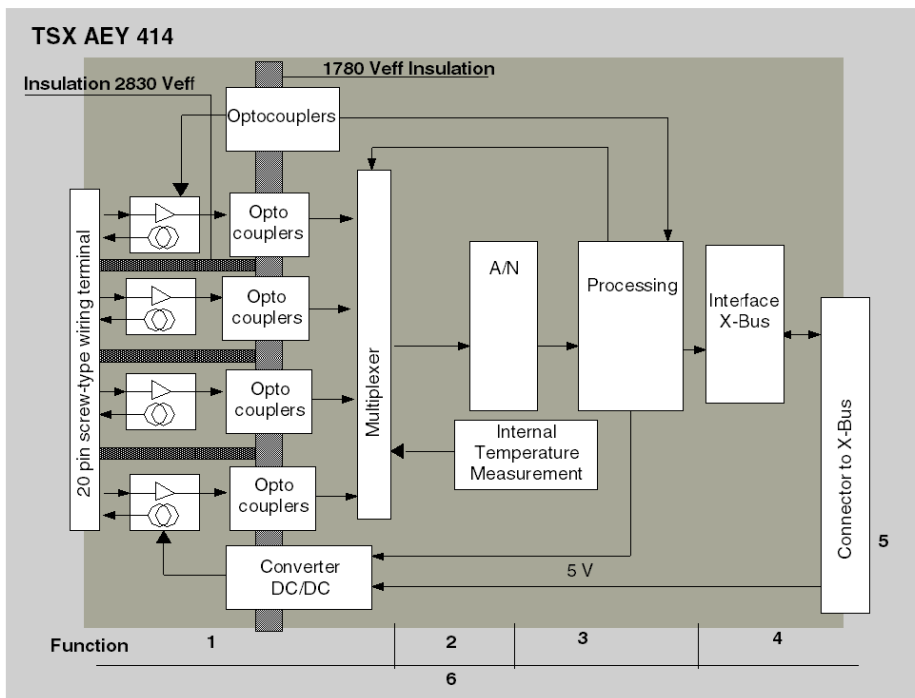 TSX AEY 414
1780 Veff Insulation
Insulation 2830 Veff
Optocouplers
20 pin screw-type wiring terminal
Opto
couplers
Opto
couplers
Opto
couplers
Opto
couplers
Multiplexer
A/N
Processing
Interface
X-Bus
Internal
Temperature
Measurement
Connector to X-Bus
5
Converter
DC/DC
5 V
Function
1
2
3
4
6